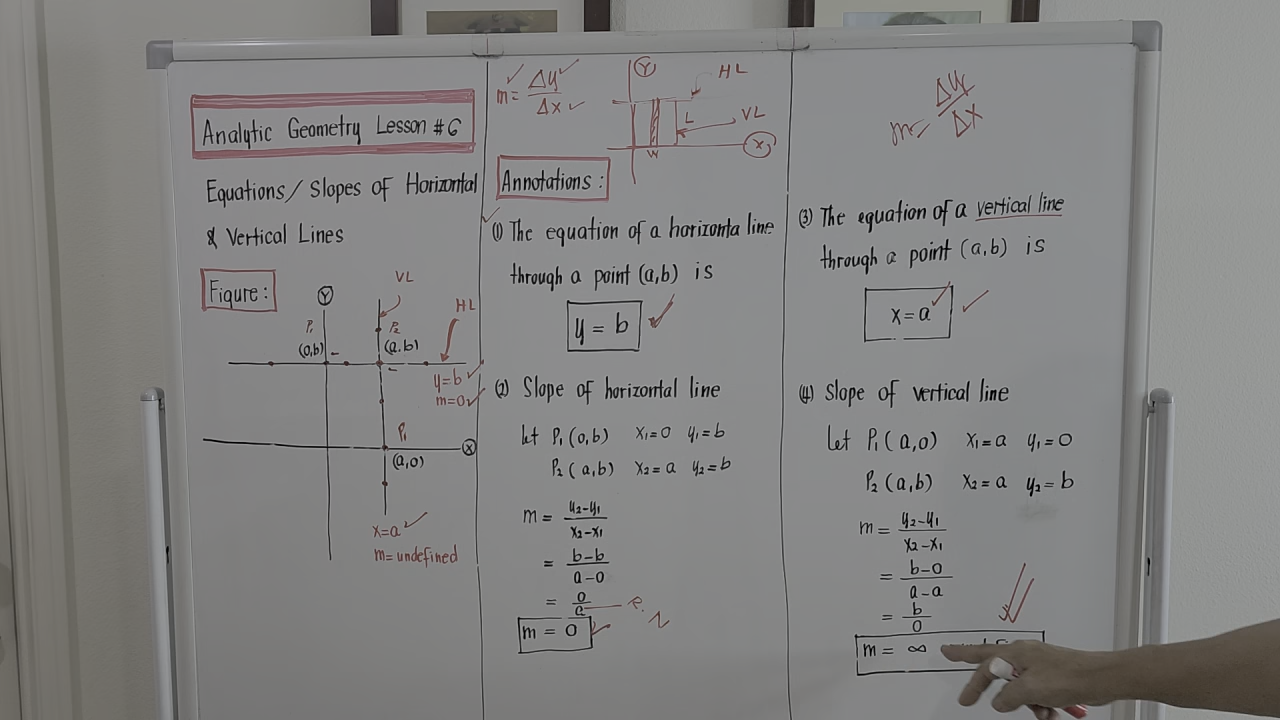 Analytic Geometry Lesson #6
Equations/Slopes of Horizontal
& Vertical Lines
Figure:
Y
VL
HL
P₁
P₂
(0,b)
(a.b)
y=b
m=0
P₁
X
(a,0)
x=a
m=undefined
m= Δy/Δx
Y
HL
L
VL
W
X
Annotations:
(1) The equation of a horizonta line
through a point (a,b) is
y = b
(2) Slope of horizontal line
let P₁(0,b) x₁=0 y₁=b
P₂(a,b) x₂=a y₂=b
m = y₂-y₁/x₂-x₁
= b-b/a-0
= 0/a
m = 0
m= Δy/Δx
(3) The equation of a vertical line
through a point (a,b) is
x=a
(4) Slope of vertical line
let P₁(a,0) x₁=a y₁=0
P₂(a,b) x₂=a y₂=b
m = y₂-y₁/x₂-x₁
= b-0/a-a
= b/0
m = ∞